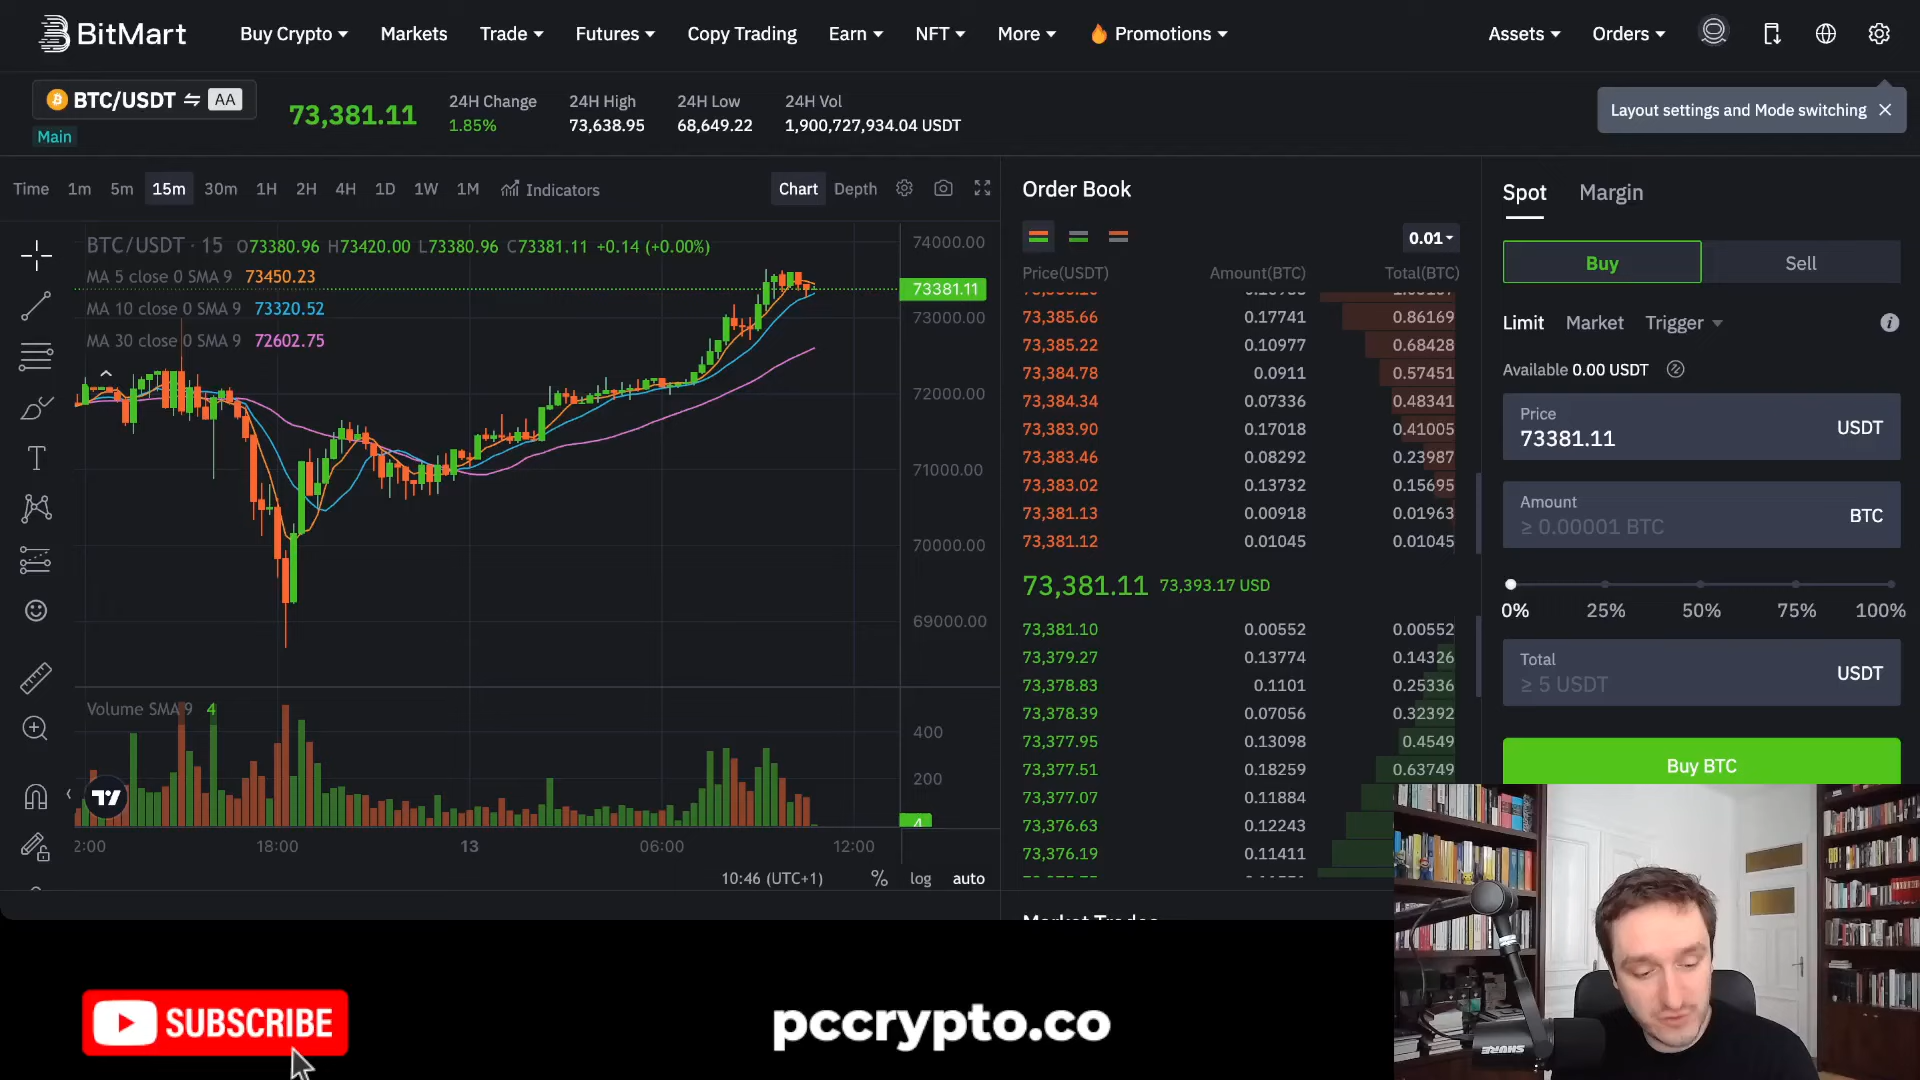 BitMart
Buy Crypto
Markets
Trade
Futures
Copy Trading
Earn
NFT
More
Promotions
Assets
Orders
BTC/USDT
AA
Main
73,381.11
24H Change
1.85%
24H High
73,638.95
24H Low
68,649.22
24H Vol
1,900,727,934.04 USDT
Layout settings and Mode switching
Time 1m 5m 15m 30m 1H 2H 4H 1D 1W 1M Indicators
Chart Depth
BTC/USDT · 15 O73380.96 H73420.00 L73380.96 C73381.11 +0.14 (+0.00%)
MA 5 close 0 SMA 9 73450.23
MA 10 close 0 SMA 9 73320.52
MA 30 close 0 SMA 9 72602.75
74000.00
73381.11
73000.00
72000.00
71000.00
70000.00
69000.00
Volume SMA 9 4
400
200
4
18:00
13
06:00
12:00
10:46 (UTC+1)
%
log
auto
Order Book
0.01
Price(USDT) Amount(BTC) Total(BTC)
73,385.66 0.17741 0.86169
73,385.22 0.10977 0.68428
73,384.78 0.0911 0.57451
73,384.34 0.07336 0.48341
73,383.90 0.17018 0.41005
73,383.46 0.08292 0.23987
73,383.02 0.13732 0.15695
73,381.13 0.00918 0.01963
73,381.12 0.01045 0.01045
73,381.11 73,393.17 USD
73,381.10 0.00552 0.00552
73,379.27 0.13774 0.14326
73,378.83 0.1101 0.25336
73,378.39 0.07056 0.32392
73,377.95 0.13098 0.4549
73,377.51 0.18259 0.63749
73,377.07 0.11884
73,376.63 0.12243
73,376.19 0.11411
Spot Margin
Buy Sell
Limit Market Trigger
Available 0.00 USDT
Price
73381.11 USDT
Amount
≥ 0.00001 BTC
BTC
0% 25% 50% 75% 100%
Total
≥ 5 USDT
USDT
Buy BTC
SUBSCRIBE
pccrypto.co